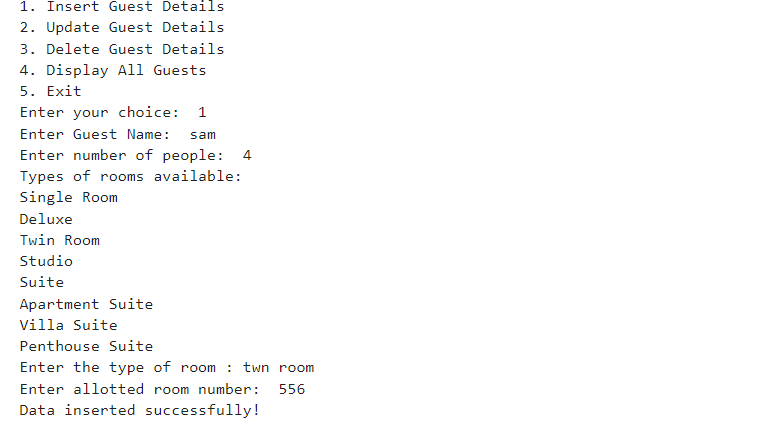 1. Insert Guest Details
2. Update Guest Details
3. Delete Guest Details
4. Display All Guests
5. Exit
Enter your choice:  1
Enter Guest Name:  sam
Enter number of people:  4
Types of rooms available:
Single Room
Deluxe
Twin Room
Studio
Suite
Apartment Suite
Villa Suite
Penthouse Suite
Enter the type of room : twn room
Enter allotted room number:  556
Data inserted successfully!